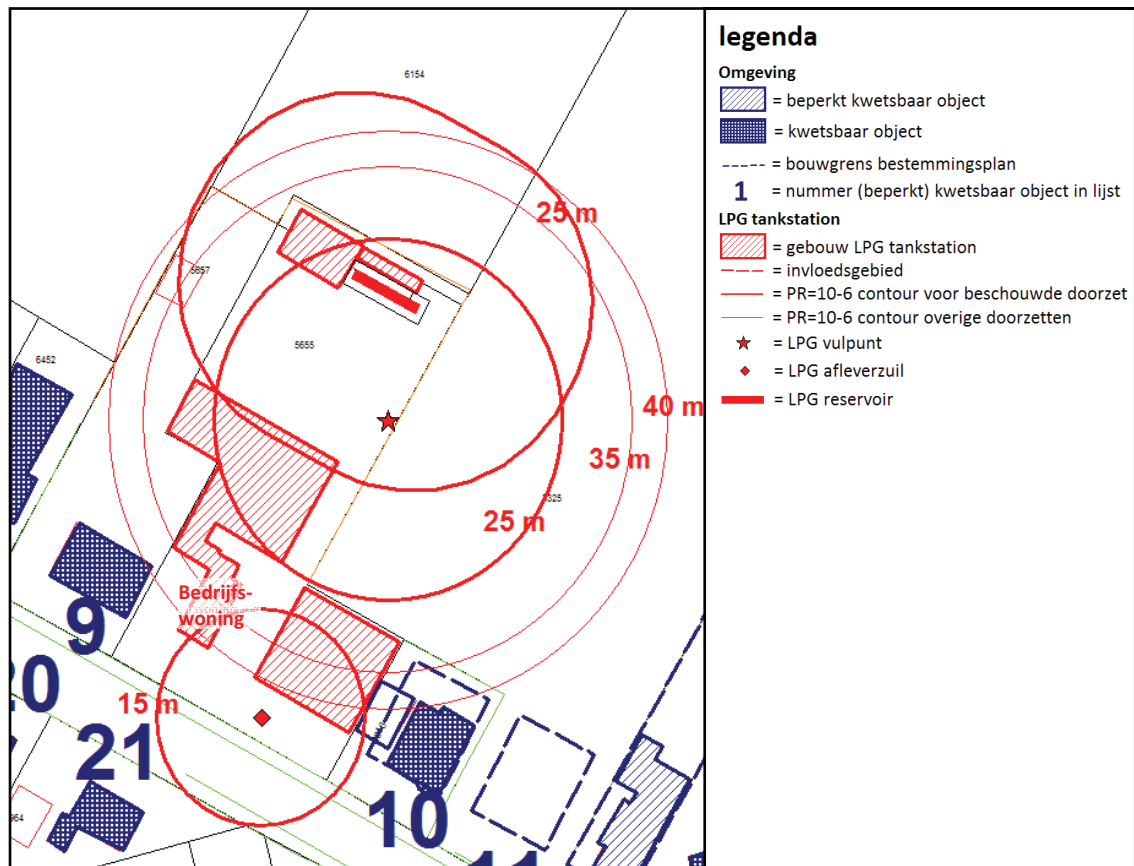 6154
25 m
5657
5655
6452
40 m
35 m
25 m
Bedrijfs-
woning
9
20
15 m
21
10
11
legenda
Omgeving
= beperkt kwetsbaar object
= kwetsbaar object
= bouwgrens bestemmingsplan
1 = nummer (beperkt) kwetsbaar object in lijst
LPG tankstation
= gebouw LPG tankstation
= invloedsgebied
= PR=10-6 contour voor beschouwde doorzet
= PR=10-6 contour overige doorzetten
= LPG vulpunt
= LPG afleverzuil
= LPG reservoir